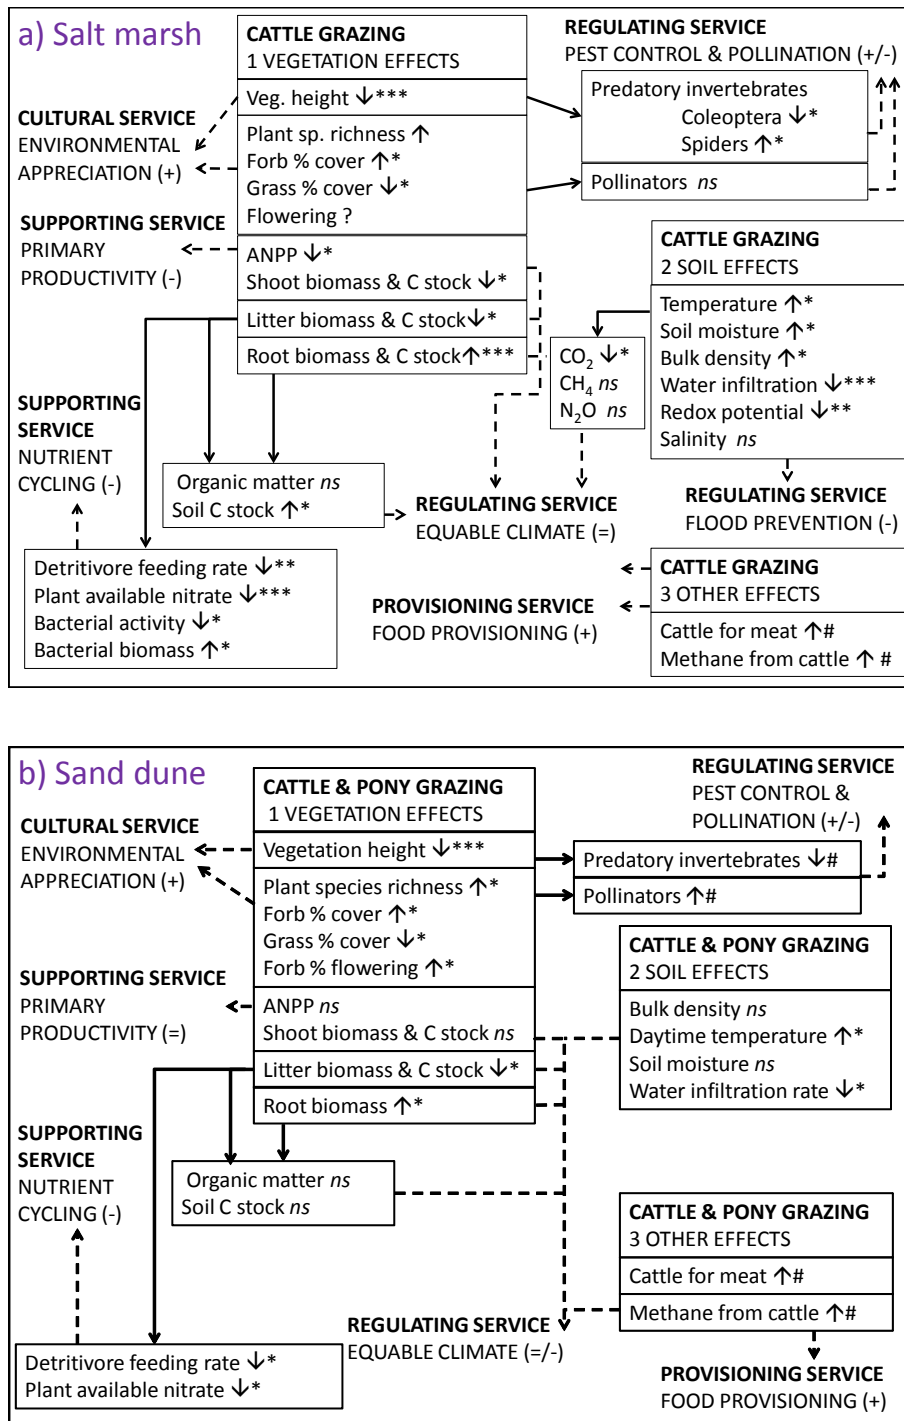 a) Salt marsh
CATTLE GRAZING
1 VEGETATION EFFECTS
Veg. height ↓***
Plant sp. richness ↑
Forb % cover ↑*
Grass % cover ↓*
Flowering ?
ANPP ↓*
Shoot biomass & C stock ↓*
Litter biomass & C stock↓*
Root biomass & C stock↑***
REGULATING SERVICE
PEST CONTROL & POLLINATION (+/-)
Predatory invertebrates
Coleoptera ↓*
Spiders ↑*
Pollinators ns
CULTURAL SERVICE
ENVIRONMENTAL
APPRECIATION (+)
SUPPORTING SERVICE
PRIMARY
PRODUCTIVITY (-)
CATTLE GRAZING
2 SOIL EFFECTS
Temperature ↑*
Soil moisture ↑*
Bulk density ↑*
Water infiltration ↓***
Redox potential ↓**
Salinity ns
CO2 ↓*
CH4 ns
N2O ns
SUPPORTING
SERVICE
NUTRIENT
CYCLING (-)
Organic matter ns
Soil C stock ↑*
REGULATING SERVICE
EQUABLE CLIMATE (=)
REGULATING SERVICE
FLOOD PREVENTION (-)
Detritivore feeding rate ↓**
Plant available nitrate ↓***
Bacterial activity ↓*
Bacterial biomass ↑*
PROVISIONING SERVICE
FOOD PROVISIONING (+)
CATTLE GRAZING
3 OTHER EFFECTS
Cattle for meat ↑#
Methane from cattle ↑ #
b) Sand dune
CATTLE & PONY GRAZING
1 VEGETATION EFFECTS
Vegetation height ↓***
Plant species richness ↑*
Forb % cover ↑*
Grass % cover ↓*
Forb % flowering ↑*
ANPP ns
Shoot biomass & C stock ns
Litter biomass & C stock ↓*
Root biomass ↑*
REGULATING SERVICE
PEST CONTROL &
POLLINATION (+/-)
Predatory invertebrates ↓#
Pollinators ↑#
CULTURAL SERVICE
ENVIRONMENTAL
APPRECIATION (+)
SUPPORTING SERVICE
PRIMARY
PRODUCTIVITY (=)
CATTLE & PONY GRAZING
2 SOIL EFFECTS
Bulk density ns
Daytime temperature ↑*
Soil moisture ns
Water infiltration rate ↓*
SUPPORTING
SERVICE
NUTRIENT
CYCLING (-)
Organic matter ns
Soil C stock ns
CATTLE & PONY GRAZING
3 OTHER EFFECTS
Cattle for meat ↑#
Methane from cattle ↑#
REGULATING SERVICE
EQUABLE CLIMATE (=/-)
Detritivore feeding rate ↓*
Plant available nitrate ↓*
PROVISIONING SERVICE
FOOD PROVISIONING (+)